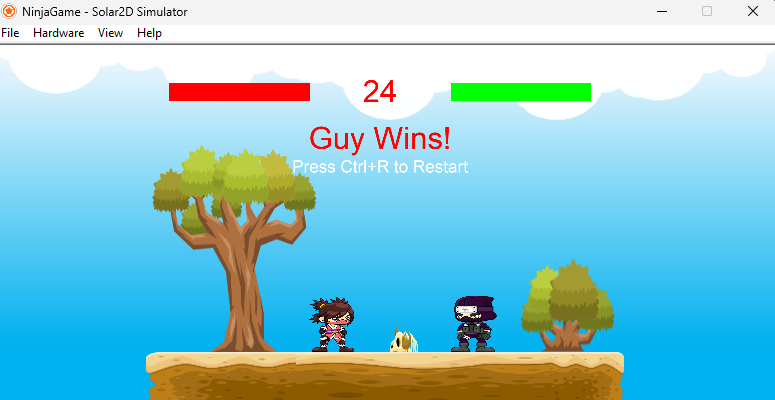 NinjaGame - Solar2D Simulator
File Hardware View Help
24
Guy Wins!
Press Ctrl+R to Restart